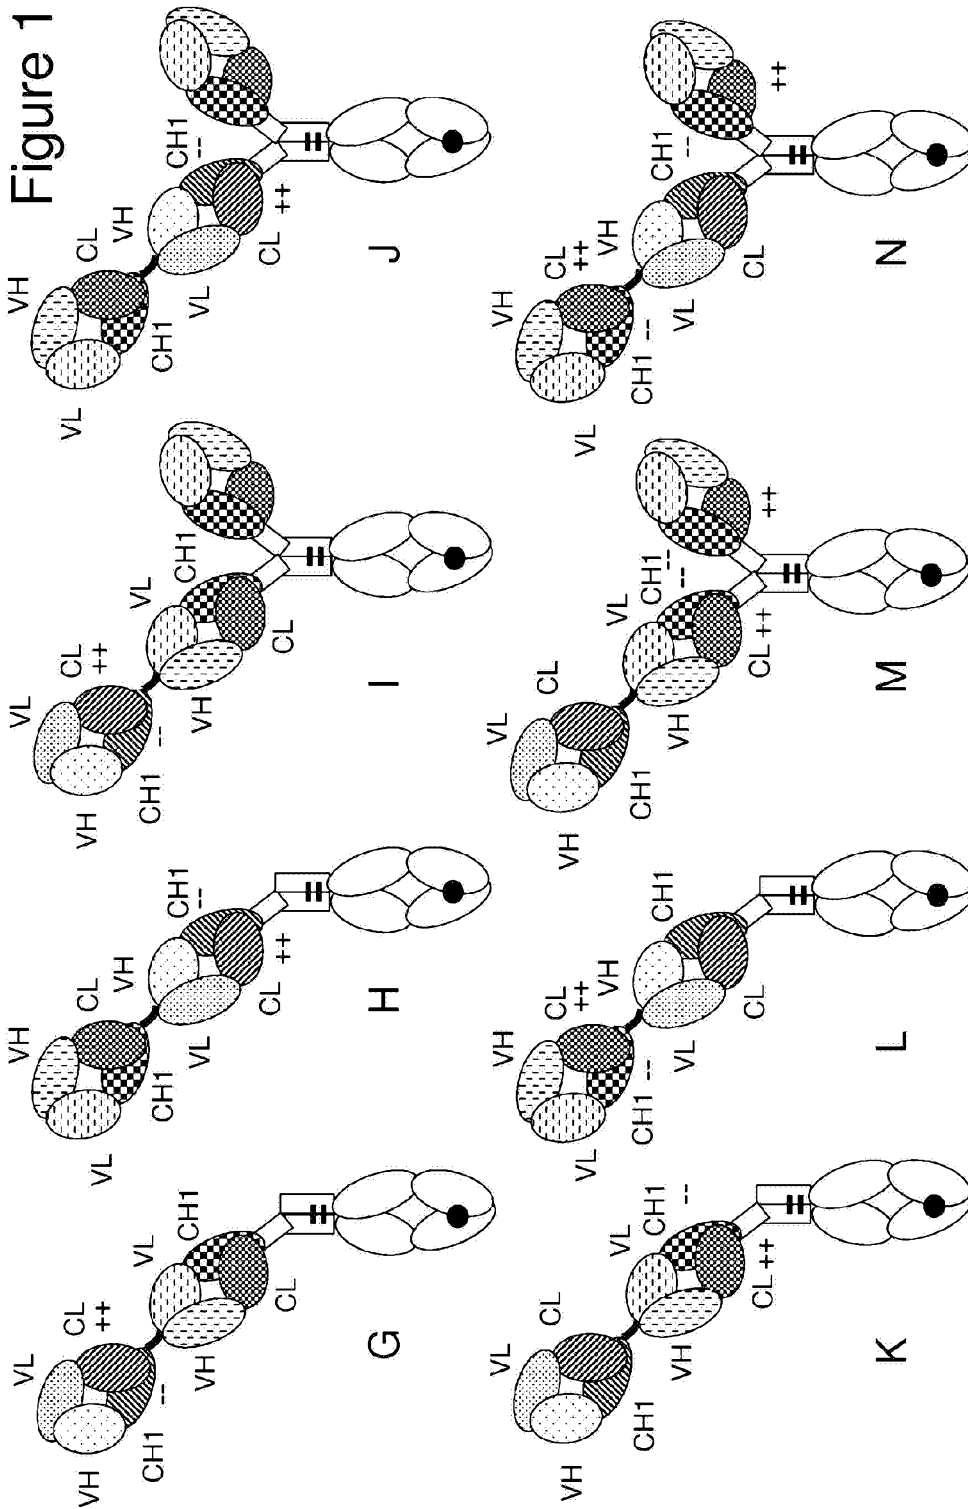 Figure 1
VL
VH
CL
++
CH1
--
VL
VH
CH1
CL
G
VH
VL
CL
CH1
VH
VL
CH1
--
CL
++
H
VL
VH
CL
++
CH1
--
VL
VH
CH1
CL
I
VH
VL
CL
CH1
VH
VL
CH1
--
CL
++
J
VL
VH
CL
CH1
VL
VH
CH1
--
CL ++
K
VH
VL
CL
++
CH1 --
VH
VL
CH1
CL
L
VL
VH
CL
CH1
VL
VH
CH1
--
--
CL ++
++
M
VH
VL
CL
++
CH1 --
VH
VL
CH1
--
CL
++
N